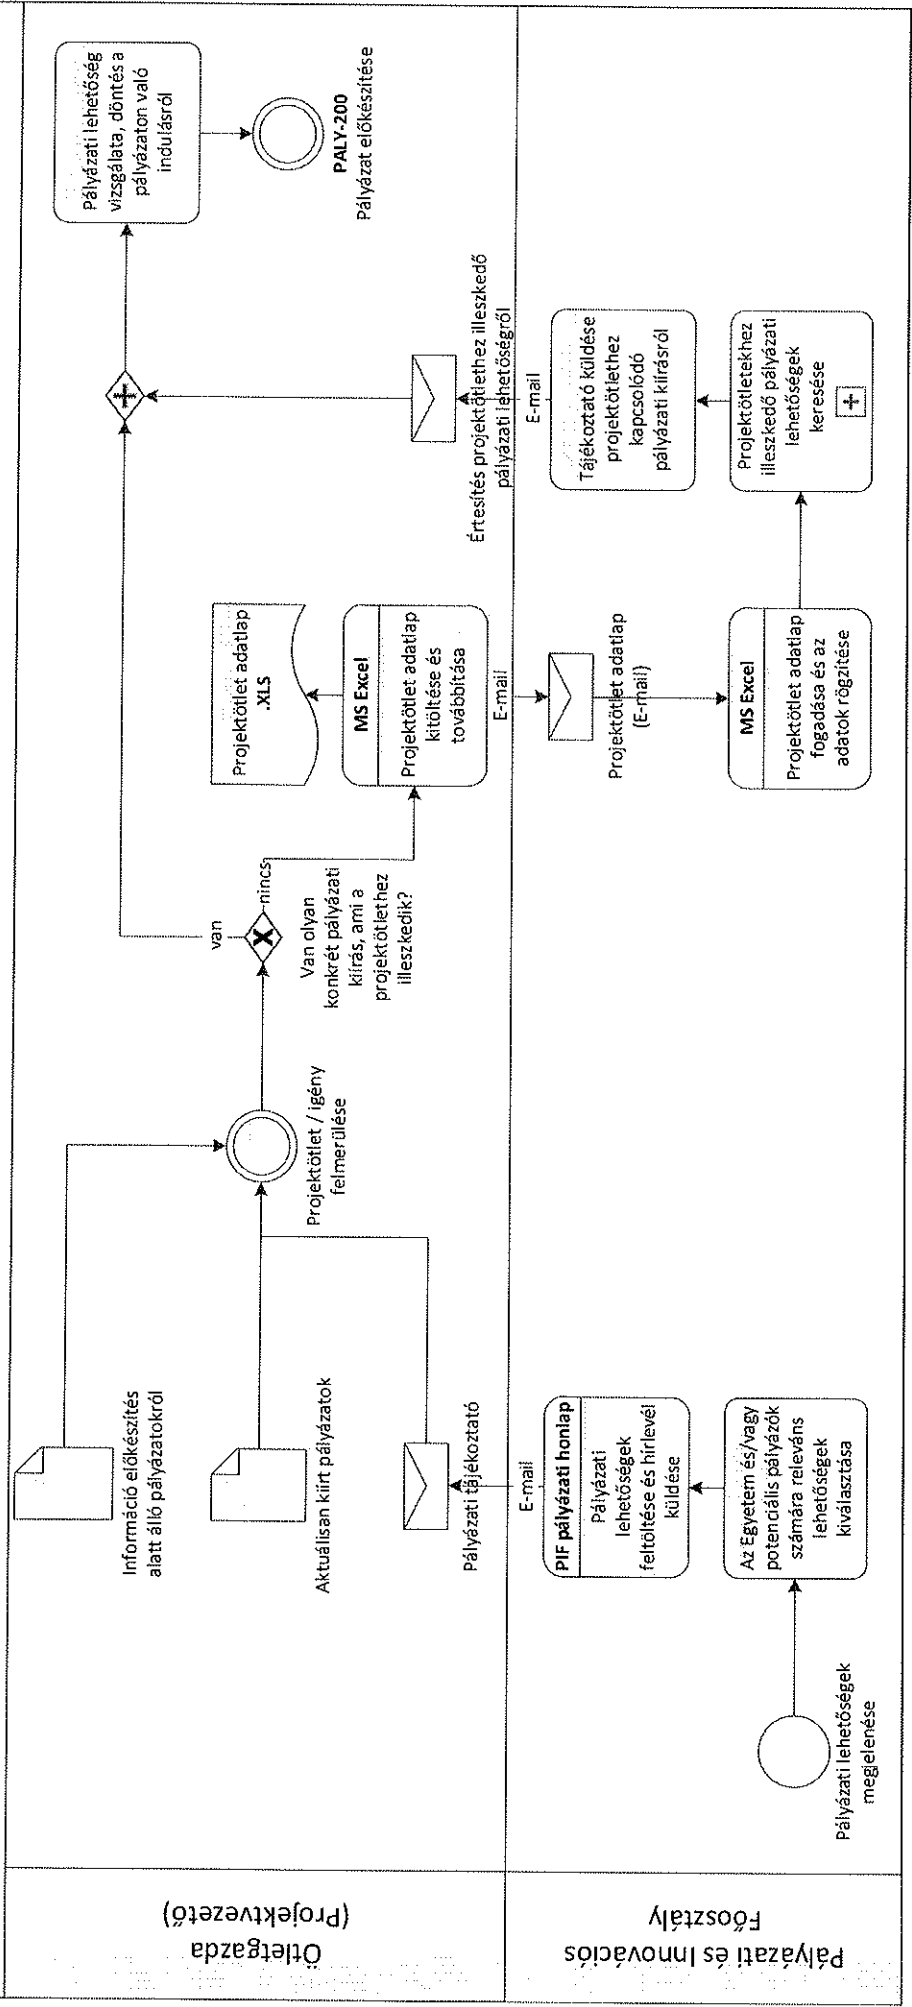 Ötletgazda
(Projektvezető)
Információ előkészítés
alatt álló pályázatokról
Aktuálisan kiírt pályázatok
Pályázati tájékoztató
Projektötlet / igény
felmerülése
van
nincs
Van olyan
konkrét pályázati
kiírás, ami a
projektötlethez
illeszkedik?
Projektötlet adatlap
.XLS
MS Excel
Projektötlet adatlap
kitöltése és
továbbítása
E-mail
Értesítés projektötlethez illeszkedő
pályázati lehetőségről
Pályázati lehetőség
vizsgálata, döntés a
pályázaton való
indulásról
PALY-200
Pályázat előkészítése
Pályázati és Innovációs
Főosztály
Pályázati lehetőségek
megjelenése
E-mail
PIF pályázati honlap
Pályázati
lehetőségek
feltöltése és hírlevél
küldése
Az Egyetem és/vagy
potenciális pályázók
számára releváns
lehetőségek
kiválasztása
Projektötlet adatlap
(E-mail)
MS Excel
Projektötlet adatlap
fogadása és az
adatok rögzítése
E-mail
Tájékoztató küldése
projektötlethez
kapcsolódó
pályázati kiírásról
Projektötletekhez
illeszkedő pályázati
lehetőségek
keresése